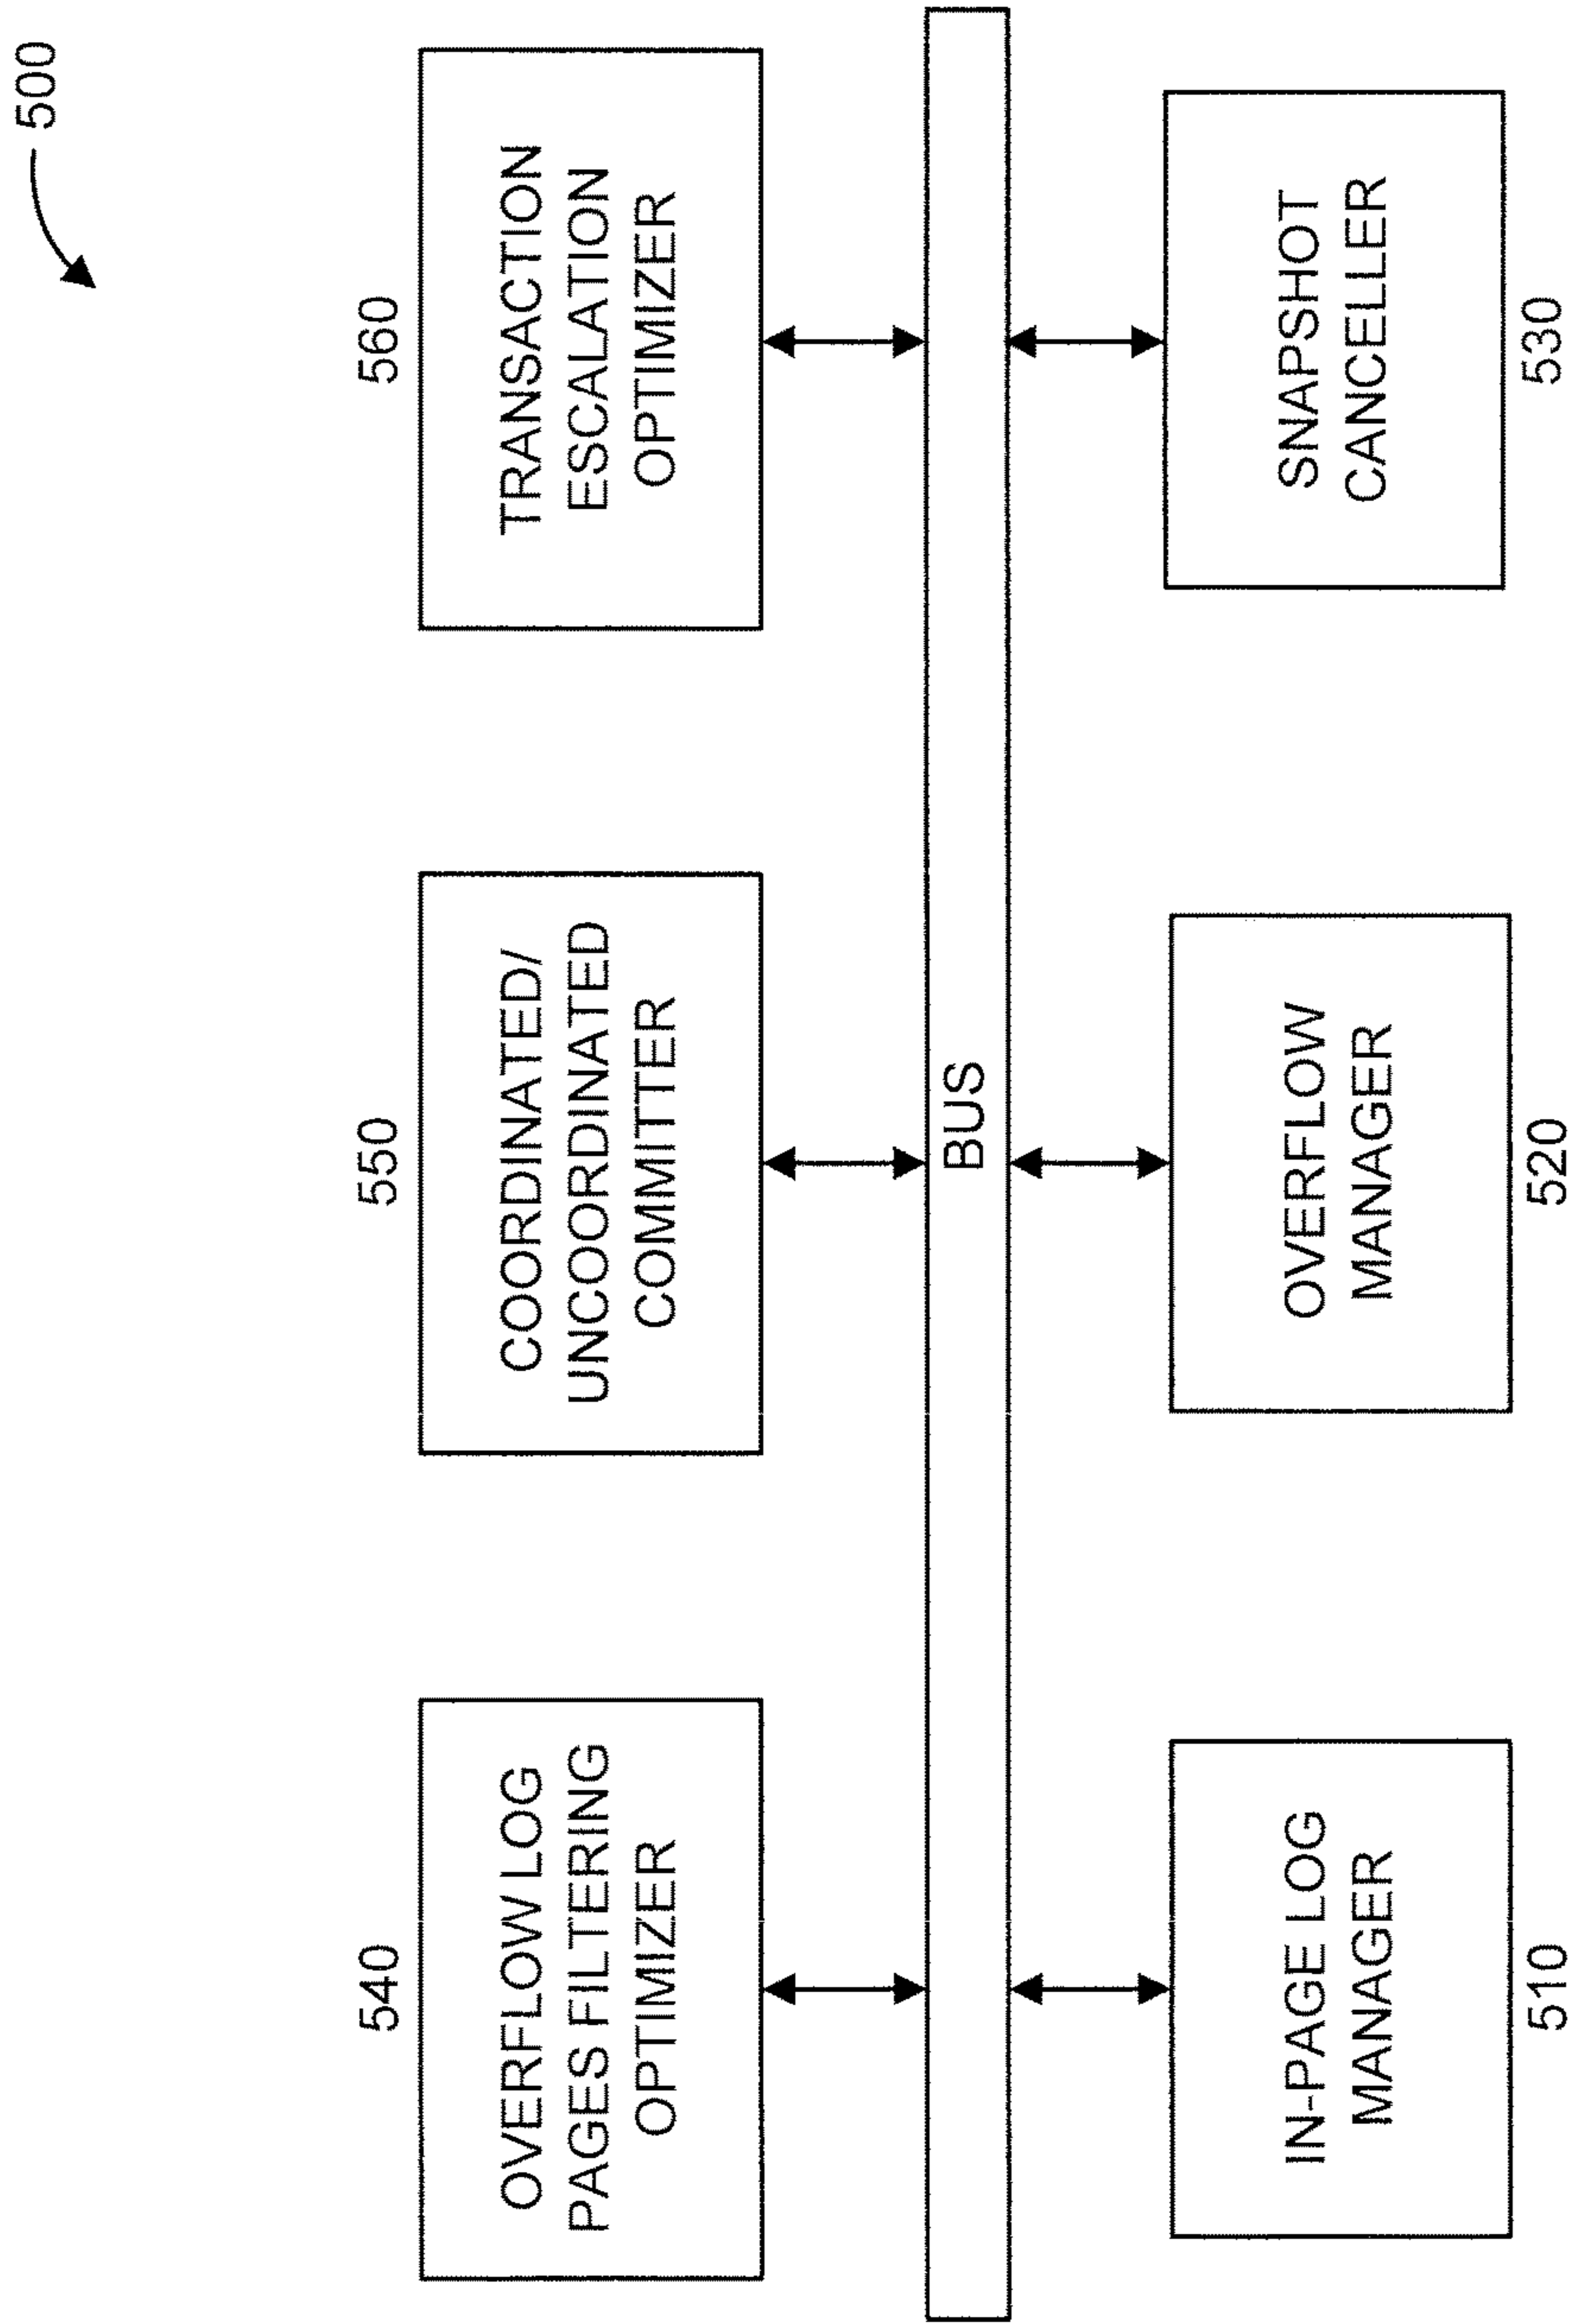 500
540
OVERFLOW LOG
PAGES FILTERING
OPTIMIZER
550
COORDINATED/
UNCOORDINATED
COMMITTER
560
TRANSACTION
ESCALATION
OPTIMIZER
BUS
IN-PAGE LOG
MANAGER
510
OVERFLOW
MANAGER
520
SNAPSHOT
CANCELLER
530